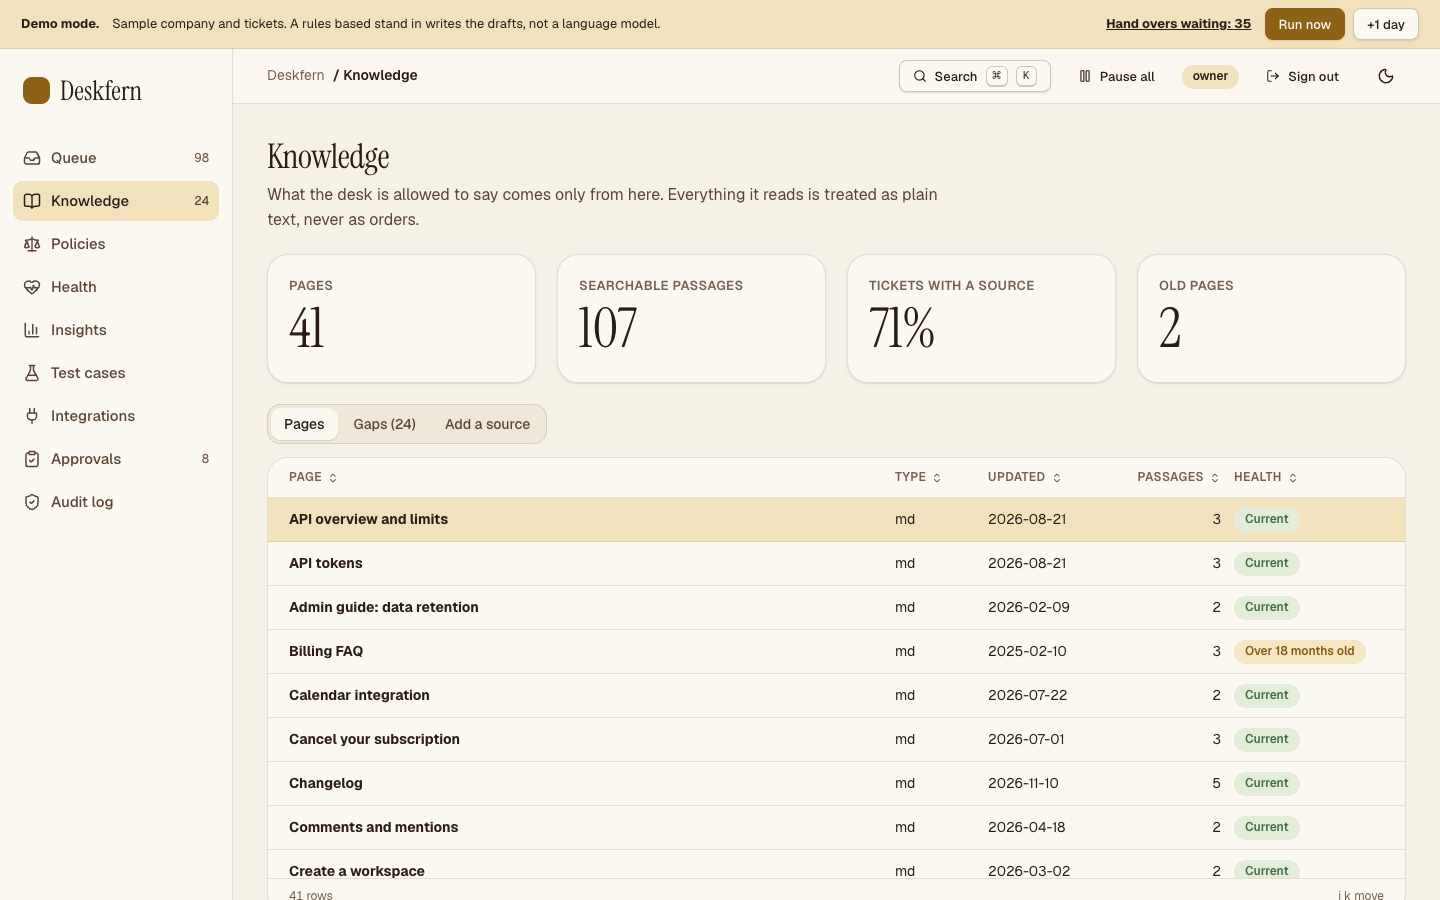 Demo mode. Sample company and tickets. A rules based stand in writes the drafts, not a language model. Hand overs waiting: 35 Run now +1 day
Deskfern
Deskfern / Knowledge Search ⌘ K Pause all owner Sign out
Queue 98
Knowledge 24
Policies
Health
Insights
Test cases
Integrations
Approvals 8
Audit log
Knowledge
What the desk is allowed to say comes only from here. Everything it reads is treated as plain
text, never as orders.
PAGES SEARCHABLE PASSAGES TICKETS WITH A SOURCE OLD PAGES
41 107 71% 2
Pages Gaps (24) Add a source
PAGE TYPE UPDATED PASSAGES HEALTH
API overview and limits md 2026-08-21 3 Current
API tokens md 2026-08-21 3 Current
Admin guide: data retention md 2026-02-09 2 Current
Billing FAQ md 2025-02-10 3 Over 18 months old
Calendar integration md 2026-07-22 2 Current
Cancel your subscription md 2026-07-01 3 Current
Changelog md 2026-11-10 5 Current
Comments and mentions md 2026-04-18 2 Current
Create a workspace md 2026-03-02 2 Current
41 rows j k move